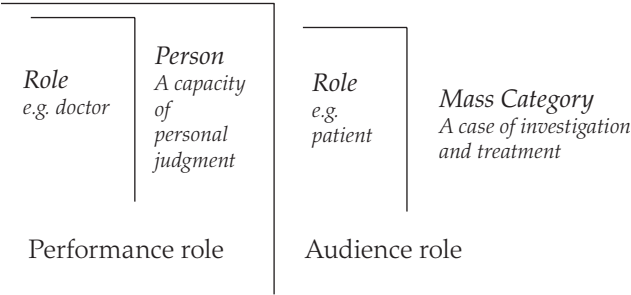 Role
e.g. doctor
Person
A capacity
of
personal
judgment
Role
e.g.
patient
Mass Category
A case of investigation
and treatment
Performance role
Audience role